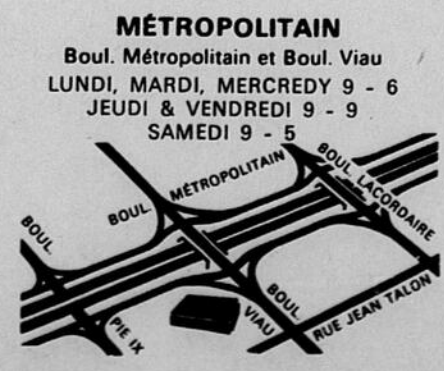 MÉTROPOLITAIN
Boul. Métropolitain et Boul. Viau
LUNDI, MARDI, MERCREDY 9 - 6
JEUDI & VENDREDI 9 - 9
SAMEDI 9 - 5
BOUL. MÉTROPOLITAIN
BOUL. LACORDAIRE
BOUL. PIE IX
BOUL. VIAU
RUE JEAN TALON